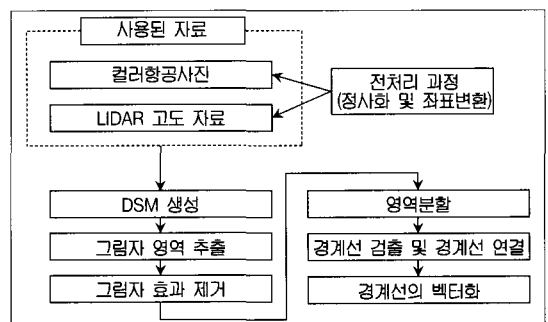 사용된 자료
컬러항공사진
LIDAR 고도 자료
전처리 과정
(정사화 및 좌표변환)
DSM 생성
그림자 영역 추출
그림자 효과 제거
영역분할
경계선 검출 및 경계선 연결
경계선의 벡터화